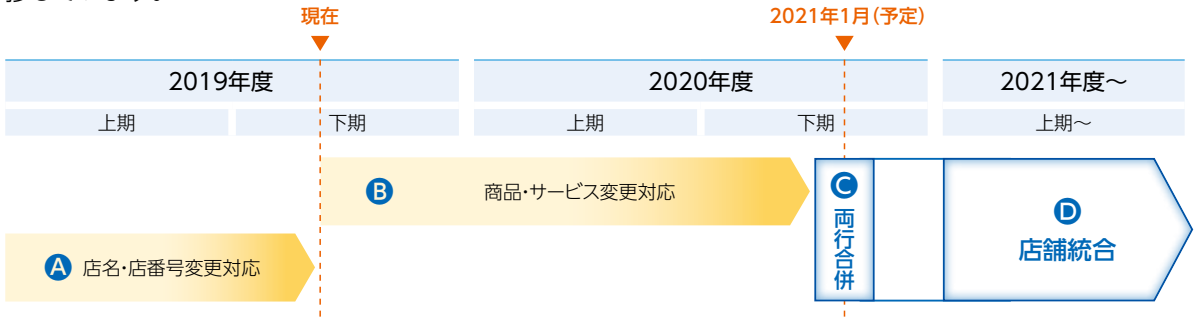 現在
2021年1月(予定)
2019年度
2020年度
2021年度～
上期
下期
上期
下期
上期～
B 商品・サービス変更対応
C 両行合併
D
店舗統合
A 店名・店番号変更対応